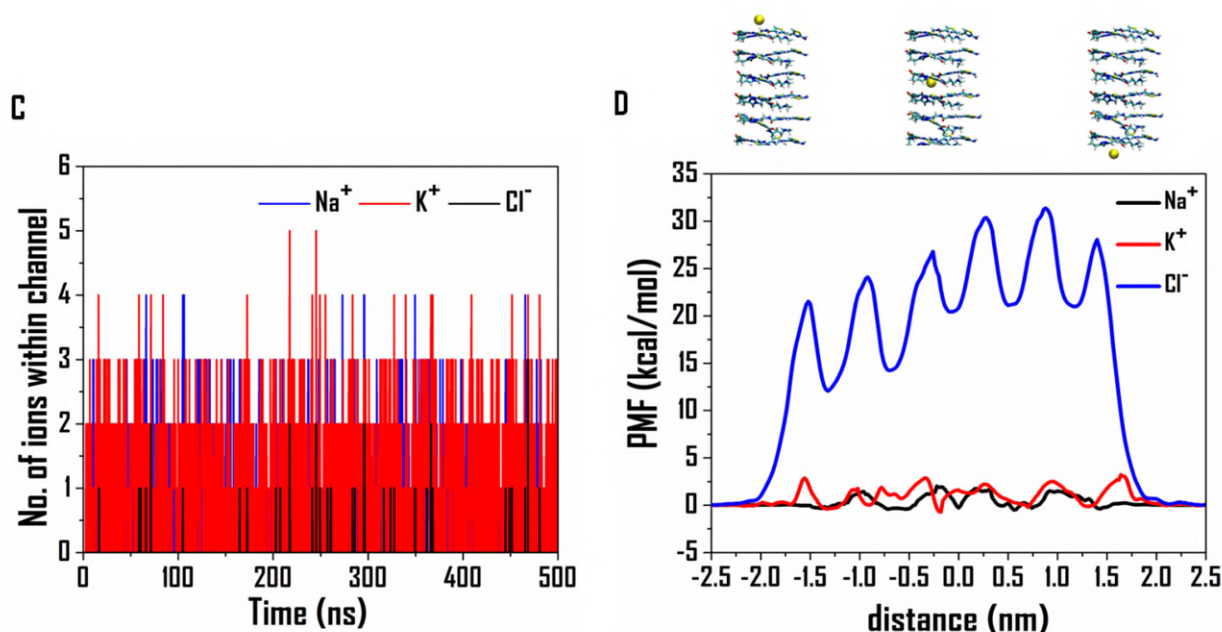 C
No. of ions within channel
6
5
4
3
2
1
0
Na⁺ K⁺ Cl⁻
0 100 200 300 400 500
Time (ns)
D
PMF (kcal/mol)
35
30
25
20
15
10
5
0
-5
Na⁺
K⁺
Cl⁻
-2.5 -2.0 -1.5 -1.0 -0.5 0.0 0.5 1.0 1.5 2.0 2.5
distance (nm)